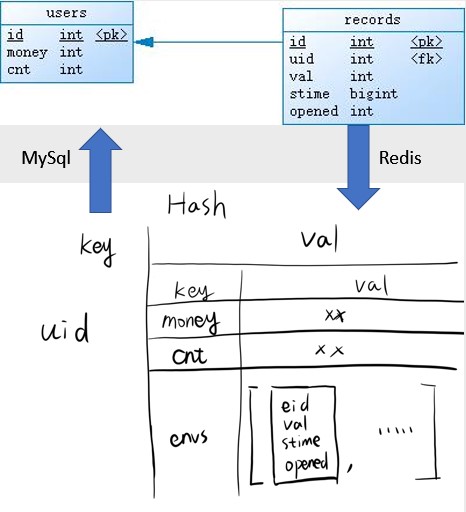 users
id int <pk>
money int
cnt int
records
id int <pk>
uid int <fk>
val int
stime bigint
opened int
MySql
Redis
Hash
key
val
key val
money xx
cnt xx
uid
envs
eid
val
stime
opened
, .....